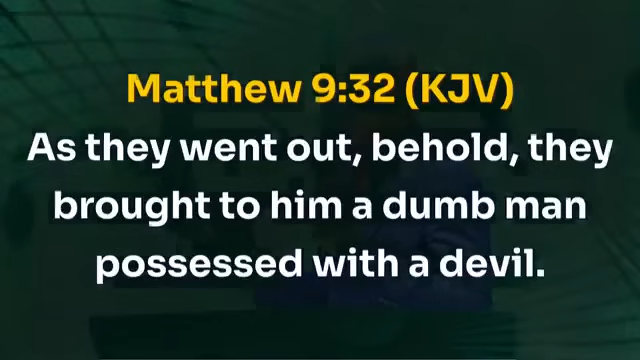 Matthew 9:32 (KJV)
As they went out, behold, they
brought to him a dumb man
possessed with a devil.